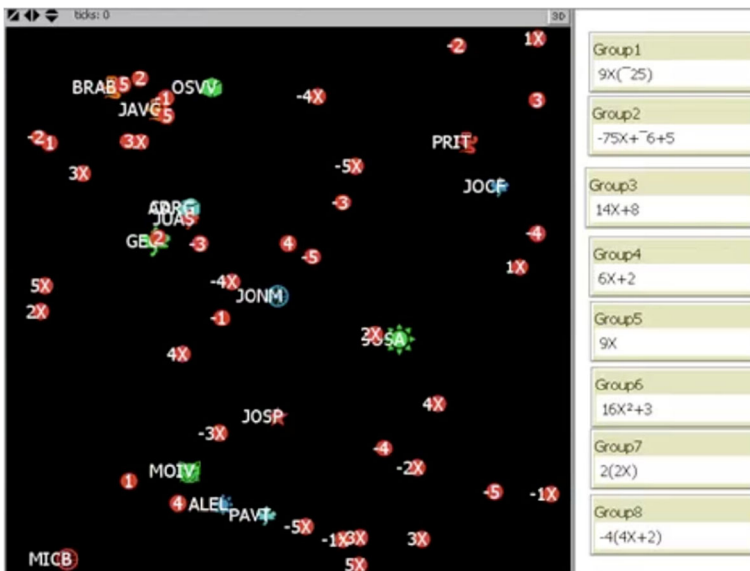 ticks: 0
3D
1X
-2
BRAB
5
2
OSVV
-1
-4X
3
JAVG
5
-2
-1
3X
PRIT
3X
-5X
JOCF
-3
JUAS
-4
2
-3
4
-5
1X
5X
-4X
JONM
2X
-1
2X
4X
4X
JOSP
-3X
-4
MOIV
-2X
1
-5
-1X
4
ALEL
PAVT
-5X
-1X
3X
3X
MICB
5X
Group1
9X(¯25)
Group2
-75X+¯6+5
Group3
14X+8
Group4
6X+2
Group5
9X
Group6
16X²+3
Group7
2(2X)
Group8
-4(4X+2)